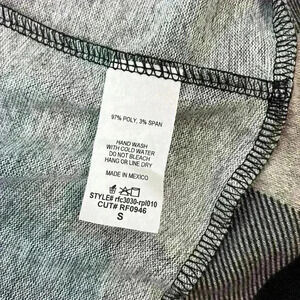 97% POLY, 3% SPAN
HAND WASH
WITH COLD WATER
DO NOT BLEACH
HANG OR LINE DRY
MADE IN MEXICO
STYLE# rfc3030-rpl010
CUT# RF0946
S